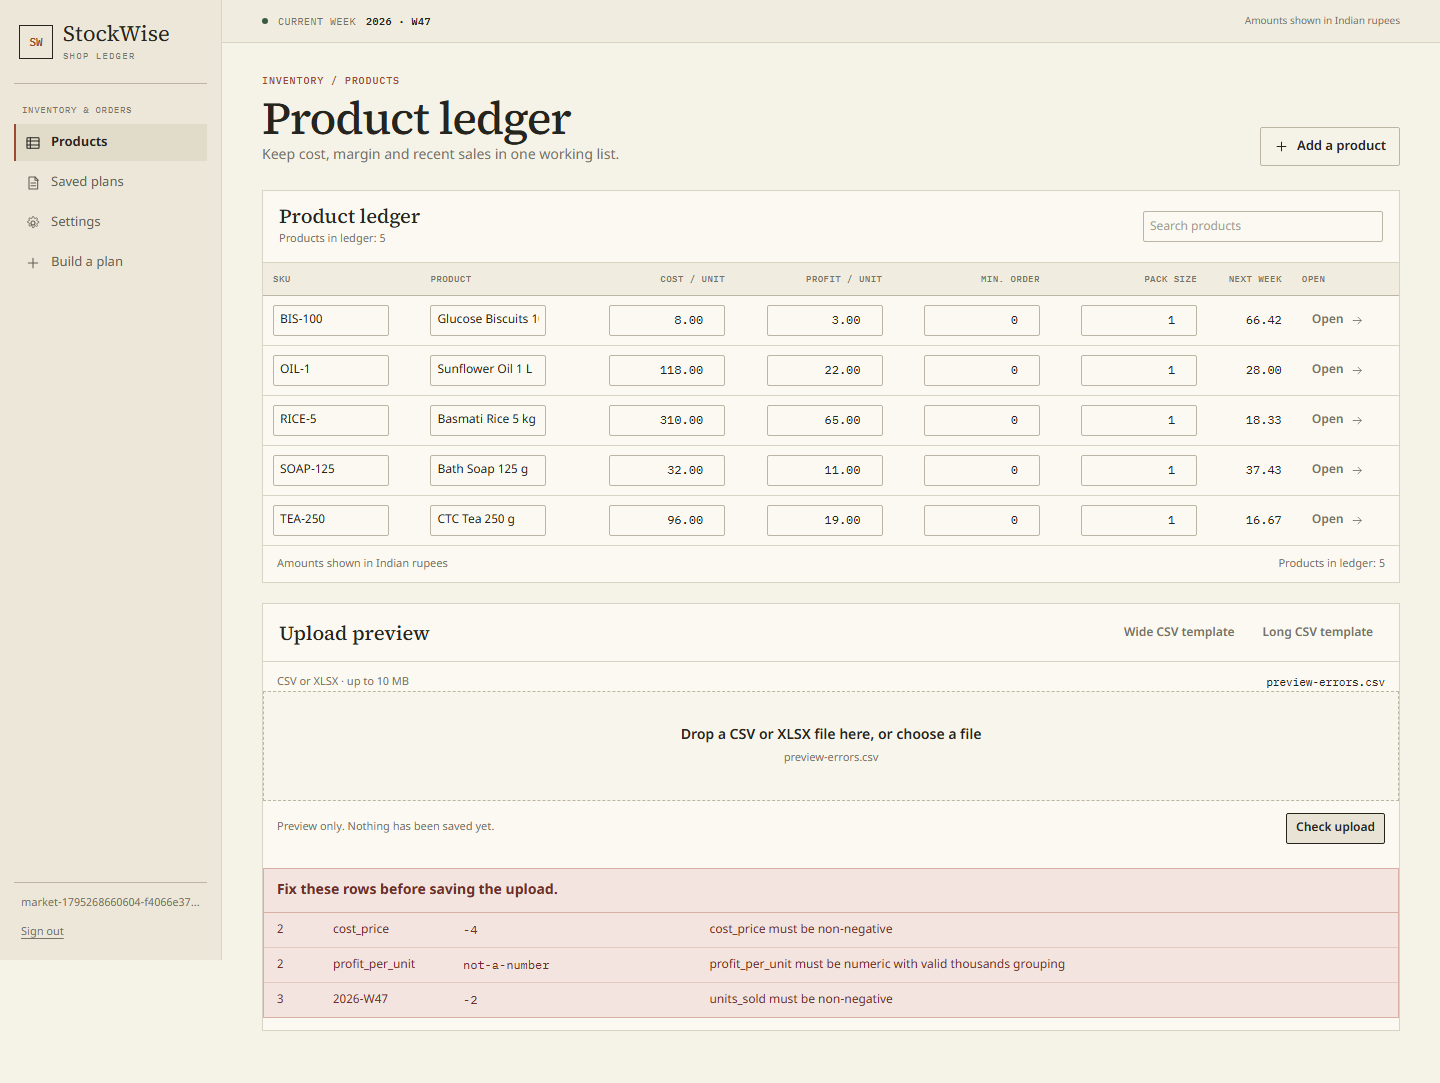 SW
StockWise
SHOP LEDGER
INVENTORY & ORDERS
Products
Saved plans
Settings
Build a plan
market-1795268660604-f4066e37...
Sign out
CURRENT WEEK 2026 · W47
Amounts shown in Indian rupees
INVENTORY / PRODUCTS
Product ledger
Keep cost, margin and recent sales in one working list.
+ Add a product
Product ledger
Products in ledger: 5
Search products
SKU PRODUCT COST / UNIT PROFIT / UNIT MIN. ORDER PACK SIZE NEXT WEEK OPEN
BIS-100 Glucose Biscuits 8.00 3.00 0 1 66.42 Open →
OIL-1 Sunflower Oil 1 L 118.00 22.00 0 1 28.00 Open →
RICE-5 Basmati Rice 5 kg 310.00 65.00 0 1 18.33 Open →
SOAP-125 Bath Soap 125 g 32.00 11.00 0 1 37.43 Open →
TEA-250 CTC Tea 250 g 96.00 19.00 0 1 16.67 Open →
Amounts shown in Indian rupees Products in ledger: 5
Upload preview
Wide CSV template Long CSV template
CSV or XLSX · up to 10 MB preview-errors.csv
Drop a CSV or XLSX file here, or choose a file
preview-errors.csv
Preview only. Nothing has been saved yet.
Check upload
Fix these rows before saving the upload.
2 cost_price -4 cost_price must be non-negative
2 profit_per_unit not-a-number profit_per_unit must be numeric with valid thousands grouping
3 2026-W47 -2 units_sold must be non-negative